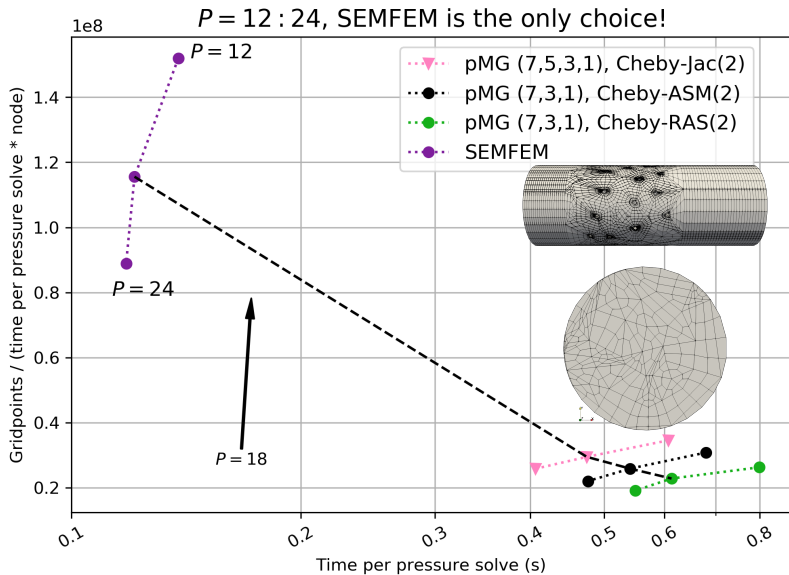 P = 12 : 24, SEMFEM is the only choice!
1e8
P = 12
pMG (7,5,3,1), Cheby-Jac(2)
pMG (7,3,1), Cheby-ASM(2)
pMG (7,3,1), Cheby-RAS(2)
SEMFEM
Gridpoints / (time per pressure solve * node)
1.4
1.2
1.0
0.8
0.6
0.4
0.2
P = 24
P = 18
0.1
0.2
0.3
0.4
0.5
0.6
0.8
Time per pressure solve (s)